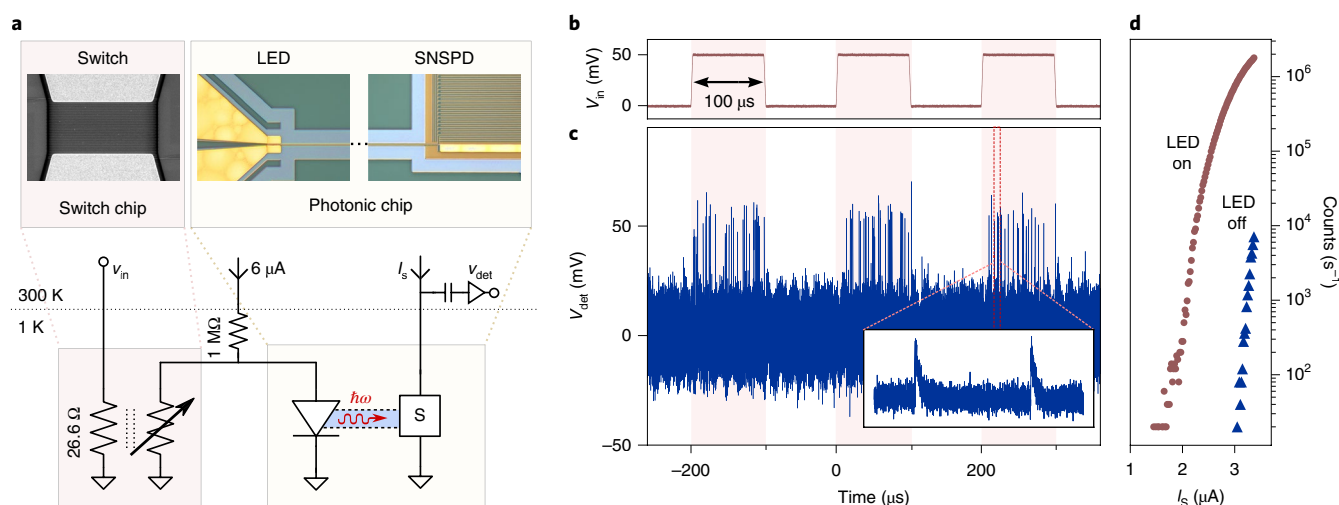 a
Switch
LED
SNSPD
Switch chip
Photonic chip
v_in
6 μA
I_s
v_det
300 K
1 K
1 MΩ
26.6 Ω
ħω
S
b
V_in (mV)
50
0
100 μs
c
V_det (mV)
50
0
−50
−200
0
200
Time (μs)
d
LED
on
LED
off
10^6
10^5
10^4
10^3
10^2
Counts (s^−1)
1
2
3
I_S (μA)